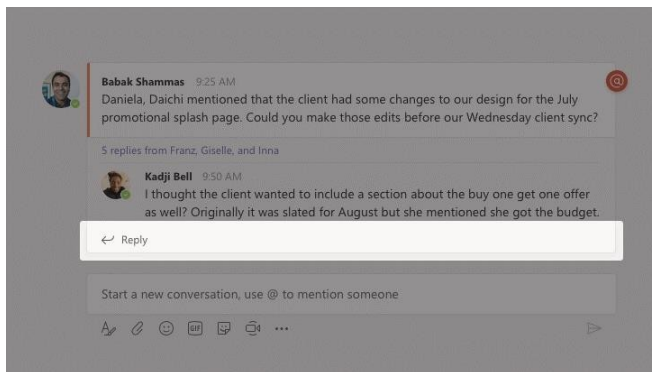 Babak Shammas 9:25 AM
Daniela, Daichi mentioned that the client had some changes to our design for the July
promotional splash page. Could you make those edits before our Wednesday client sync?
5 replies from Franz, Giselle, and Inna
Kadji Bell 9:50 AM
I thought the client wanted to include a section about the buy one get one offer
as well? Originally it was slated for August but she mentioned she got the budget.
Reply
Start a new conversation, use @ to mention someone
GIF